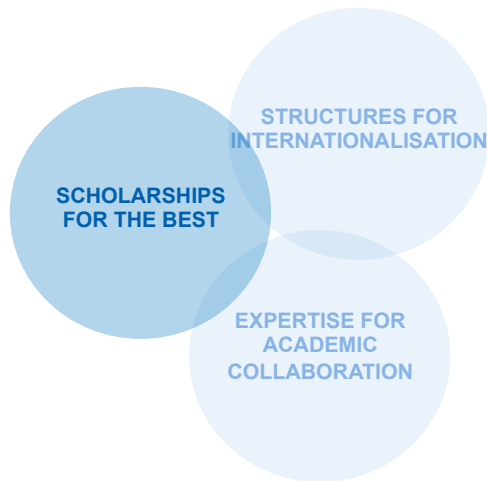 STRUCTURES FOR
INTERNATIONALISATION
SCHOLARSHIPS
FOR THE BEST
EXPERTISE FOR
ACADEMIC
COLLABORATION